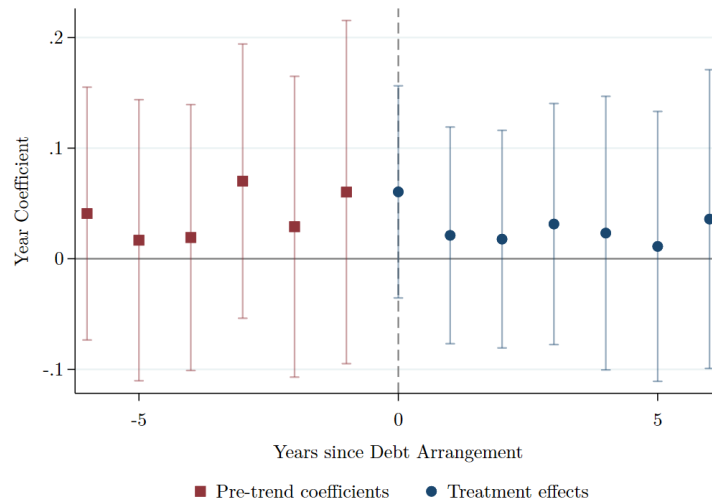 .2
.1
0
-.1
Year Coefficient
-5
0
5
Years since Debt Arrangement
Pre-trend coefficients
Treatment effects